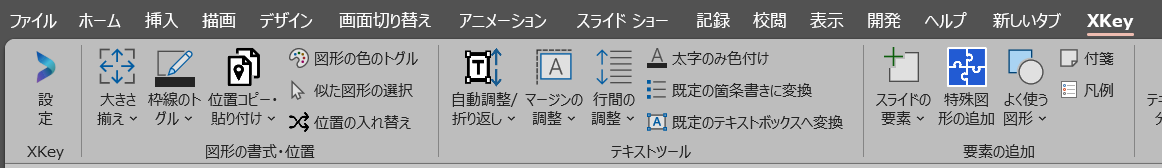 ファイル ホーム 挿入 描画 デザイン 画面切り替え アニメーション スライド ショー 記録 校閲 表示 開発 ヘルプ 新しいタブ XKey
設定
大きさ揃え
枠線のトグル
位置コピー・貼り付け
図形の色のトグル
似た図形の選択
位置の入れ替え
自動調整/折り返し
マージンの調整
行間の調整
太字のみ色付け
既定の箇条書きに変換
既定のテキストボックスへ変換
スライドの要素
特殊図形の追加
よく使う図形
付箋
凡例
XKey
図形の書式・位置
テキストツール
要素の追加